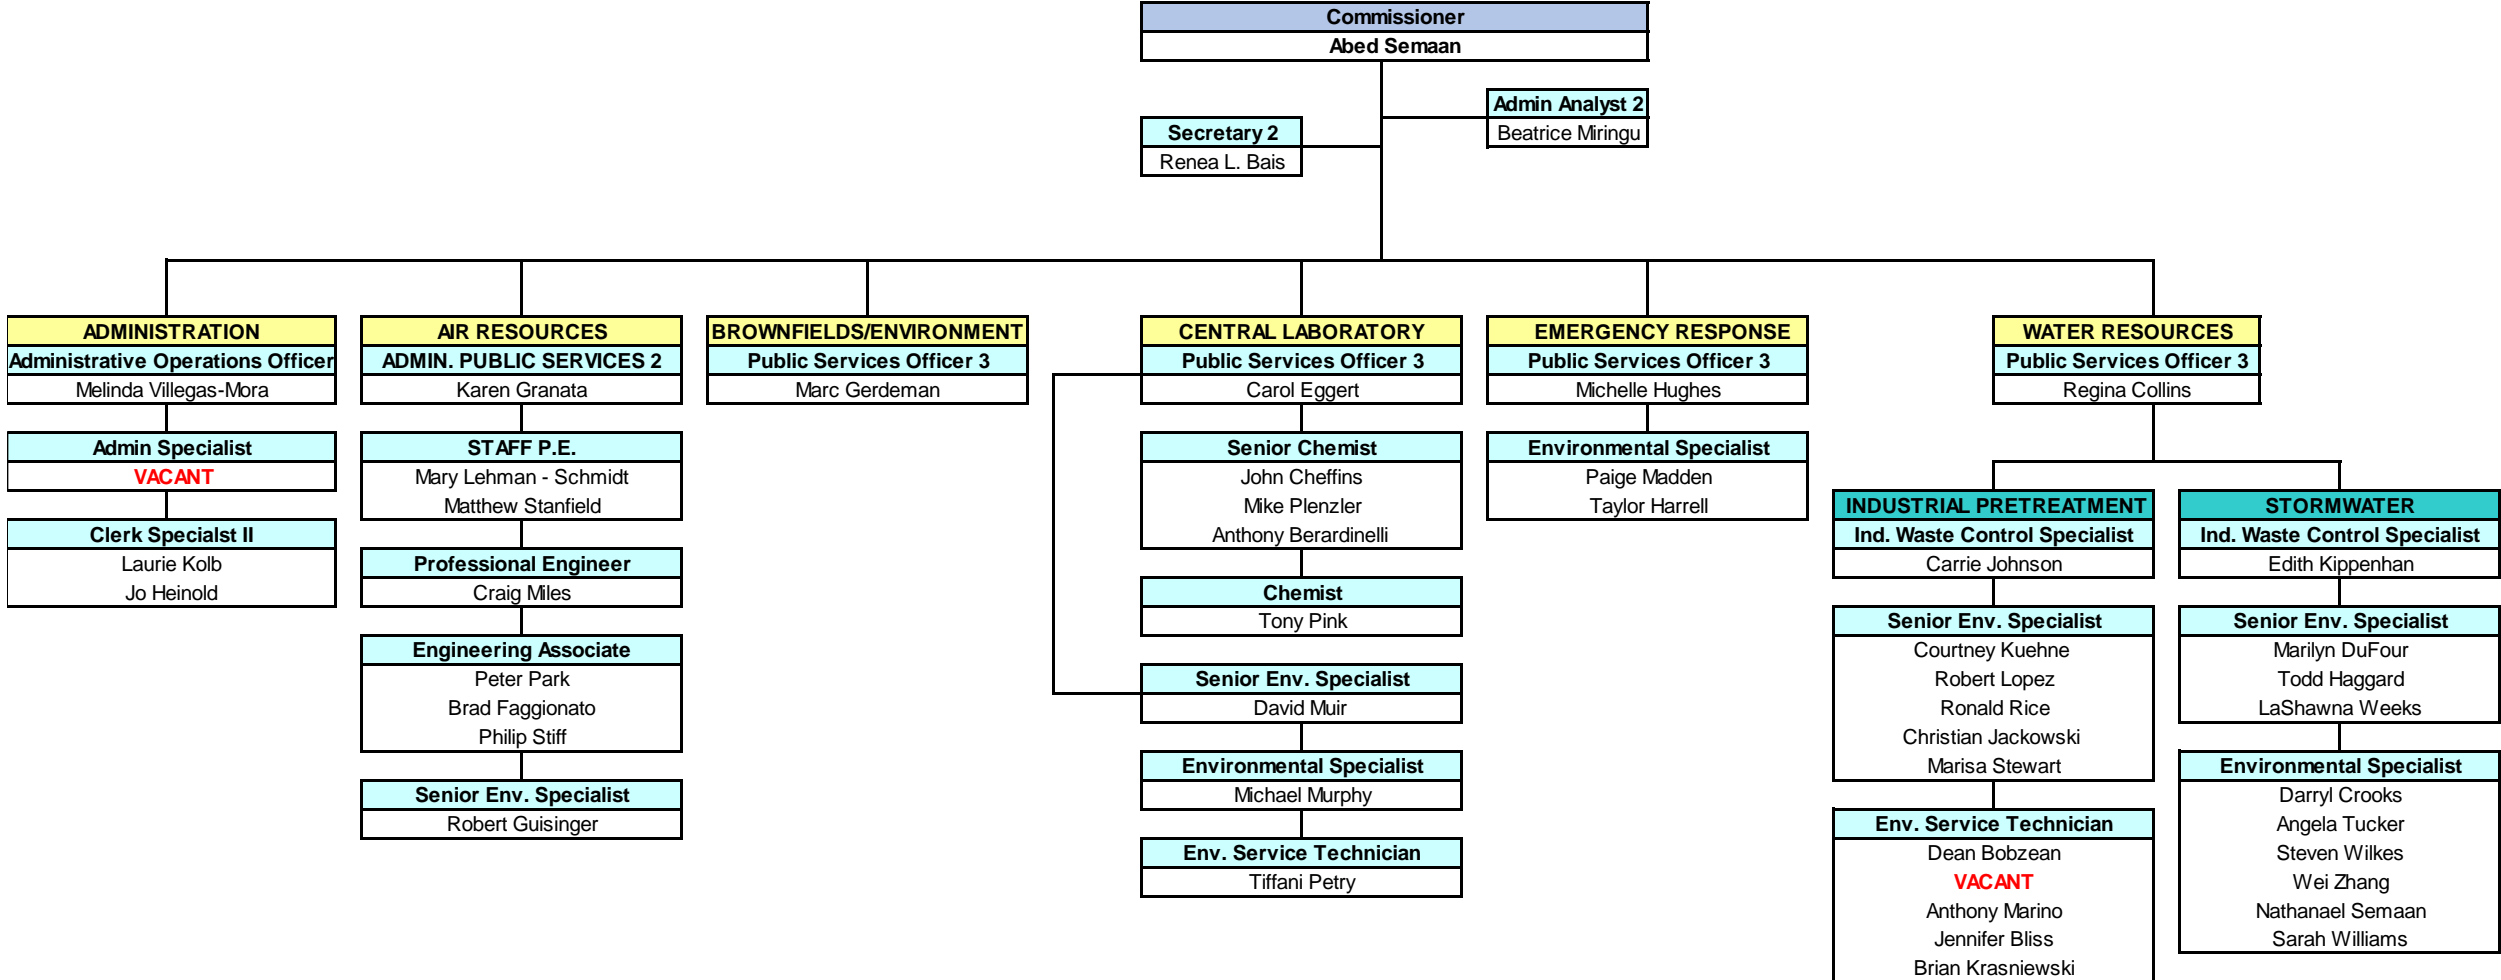 Commissioner
Abed Semaan
Admin Analyst 2
Beatrice Miringu
Secretary 2
Renea L. Bais
ADMINISTRATION
Administrative Operations Officer
Melinda Villegas-Mora
Admin Specialist
VACANT
Clerk Specialst II
Laurie Kolb
Jo Heinold
AIR RESOURCES
ADMIN. PUBLIC SERVICES 2
Karen Granata
STAFF P.E.
Mary Lehman - Schmidt
Matthew Stanfield
Professional Engineer
Craig Miles
Engineering Associate
Peter Park
Brad Faggionato
Philip Stiff
Senior Env. Specialist
Robert Guisinger
BROWNFIELDS/ENVIRONMENT
Public Services Officer 3
Marc Gerdeman
CENTRAL LABORATORY
Public Services Officer 3
Carol Eggert
Senior Chemist
John Cheffins
Mike Plenzler
Anthony Berardinelli
Chemist
Tony Pink
Senior Env. Specialist
David Muir
Environmental Specialist
Michael Murphy
Env. Service Technician
Tiffani Petry
EMERGENCY RESPONSE
Public Services Officer 3
Michelle Hughes
Environmental Specialist
Paige Madden
Taylor Harrell
WATER RESOURCES
Public Services Officer 3
Regina Collins
INDUSTRIAL PRETREATMENT
Ind. Waste Control Specialist
Carrie Johnson
Senior Env. Specialist
Courtney Kuehne
Robert Lopez
Ronald Rice
Christian Jackowski
Marisa Stewart
Env. Service Technician
Dean Bobzean
VACANT
Anthony Marino
Jennifer Bliss
Brian Krasniewski
STORMWATER
Ind. Waste Control Specialist
Edith Kippenhan
Senior Env. Specialist
Marilyn DuFour
Todd Haggard
LaShawna Weeks
Environmental Specialist
Darryl Crooks
Angela Tucker
Steven Wilkes
Wei Zhang
Nathanael Semaan
Sarah Williams